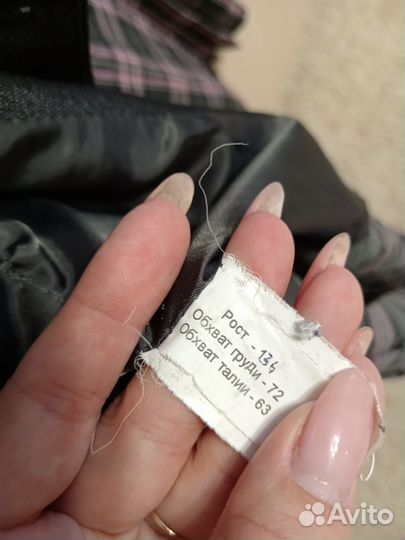 Рост - 134
Обхват груди - 72
Обхват талии - 63
Avito